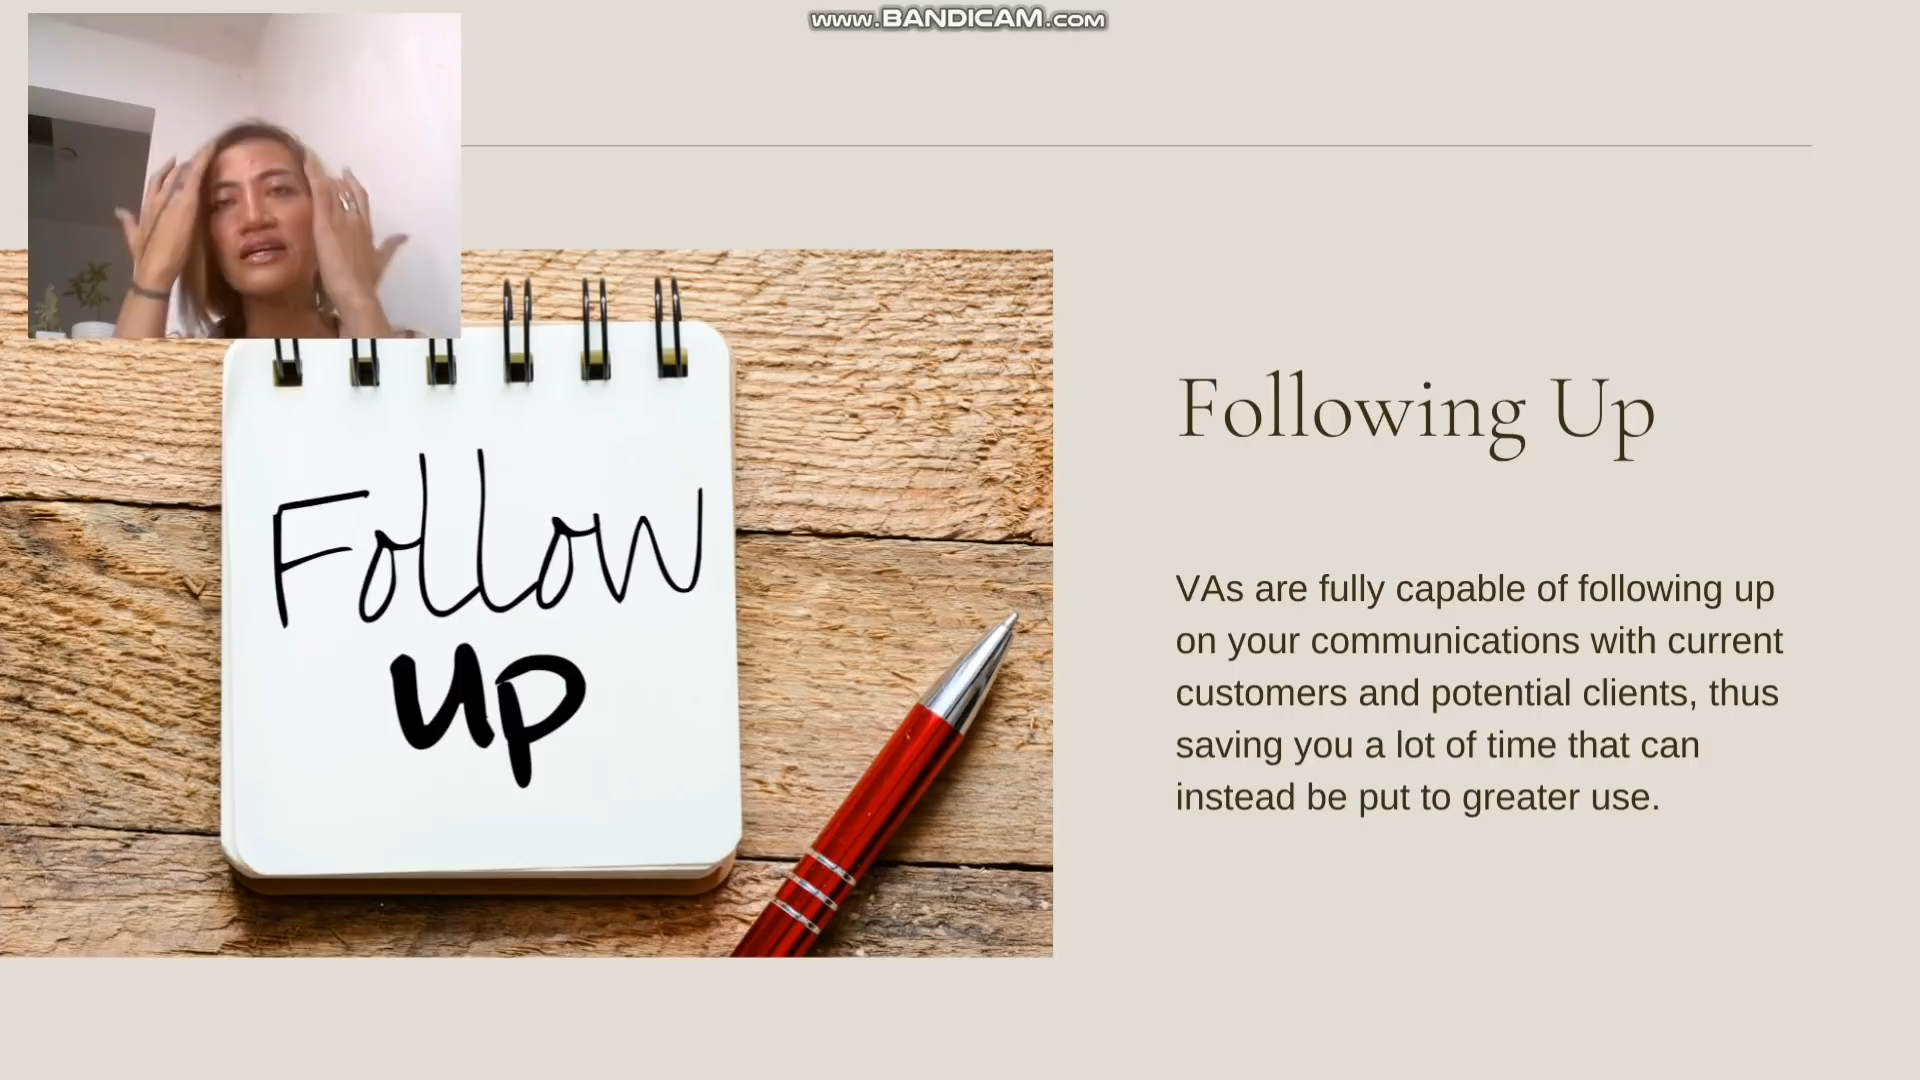 www.BANDICAM.com
Following Up
Follow
up
VAs are fully capable of following up
on your communications with current
customers and potential clients, thus
saving you a lot of time that can
instead be put to greater use.